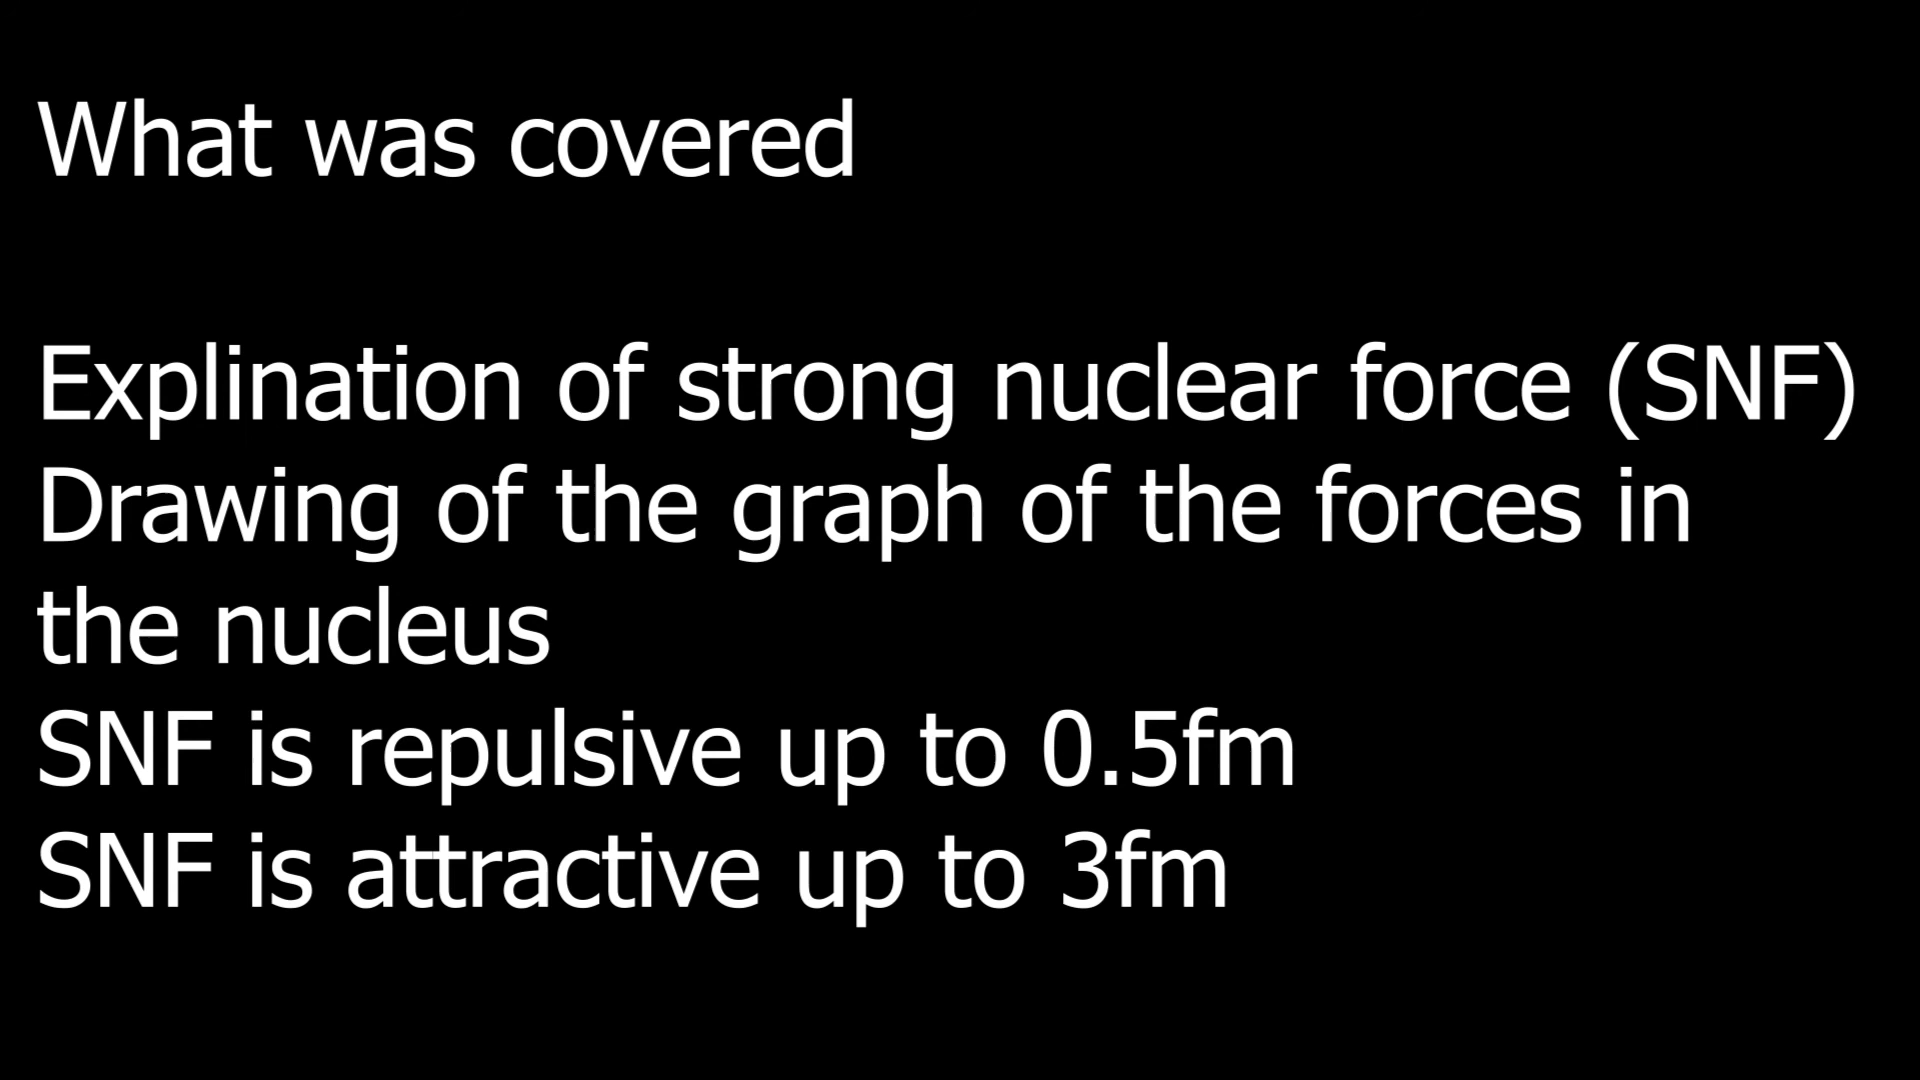 What was covered
Explination of strong nuclear force (SNF)
Drawing of the graph of the forces in
the nucleus
SNF is repulsive up to 0.5fm
SNF is attractive up to 3fm